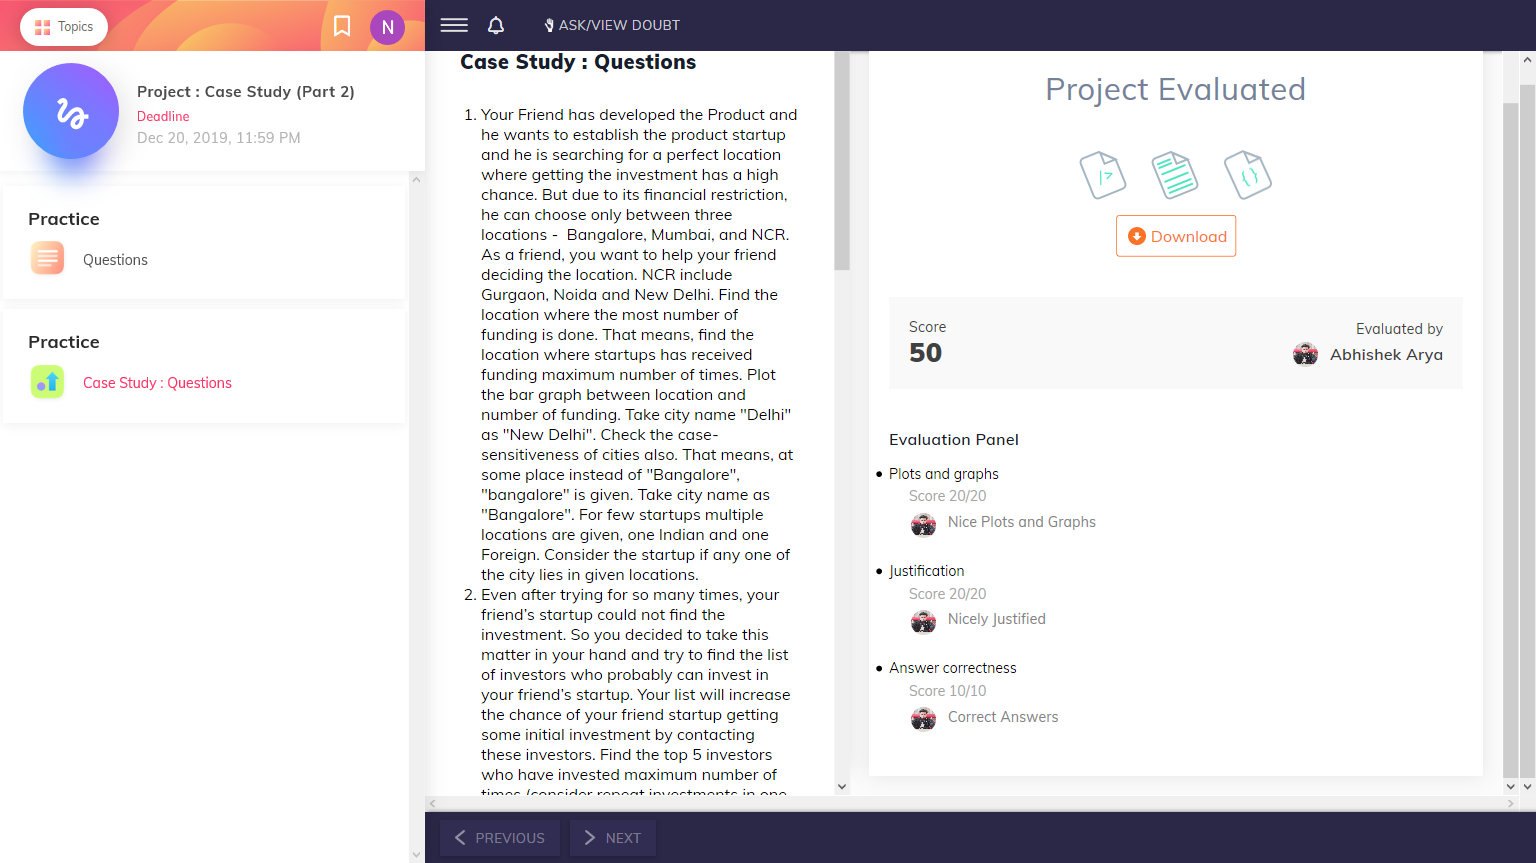 Topics
N
ASK/VIEW DOUBT
Project : Case Study (Part 2)
Deadline
Dec 20, 2019, 11:59 PM
Practice
Questions
Practice
Case Study : Questions
Case Study : Questions
1. Your Friend has developed the Product and
he wants to establish the product startup
and he is searching for a perfect location
where getting the investment has a high
chance. But due to its financial restriction,
he can choose only between three
locations -  Bangalore, Mumbai, and NCR.
As a friend, you want to help your friend
deciding the location. NCR include
Gurgaon, Noida and New Delhi. Find the
location where the most number of
funding is done. That means, find the
location where startups has received
funding maximum number of times. Plot
the bar graph between location and
number of funding. Take city name "Delhi"
as "New Delhi". Check the case-
sensitiveness of cities also. That means, at
some place instead of "Bangalore",
"bangalore" is given. Take city name as
"Bangalore". For few startups multiple
locations are given, one Indian and one
Foreign. Consider the startup if any one of
the city lies in given locations.
2. Even after trying for so many times, your
friend’s startup could not find the
investment. So you decided to take this
matter in your hand and try to find the list
of investors who probably can invest in
your friend’s startup. Your list will increase
the chance of your friend startup getting
some initial investment by contacting
these investors. Find the top 5 investors
who have invested maximum number of
times (consider repeat investments in one
Project Evaluated
Download
Score
50
Evaluated by
Abhishek Arya
Evaluation Panel
• Plots and graphs
Score 20/20
Nice Plots and Graphs
• Justification
Score 20/20
Nicely Justified
• Answer correctness
Score 10/10
Correct Answers
PREVIOUS
NEXT